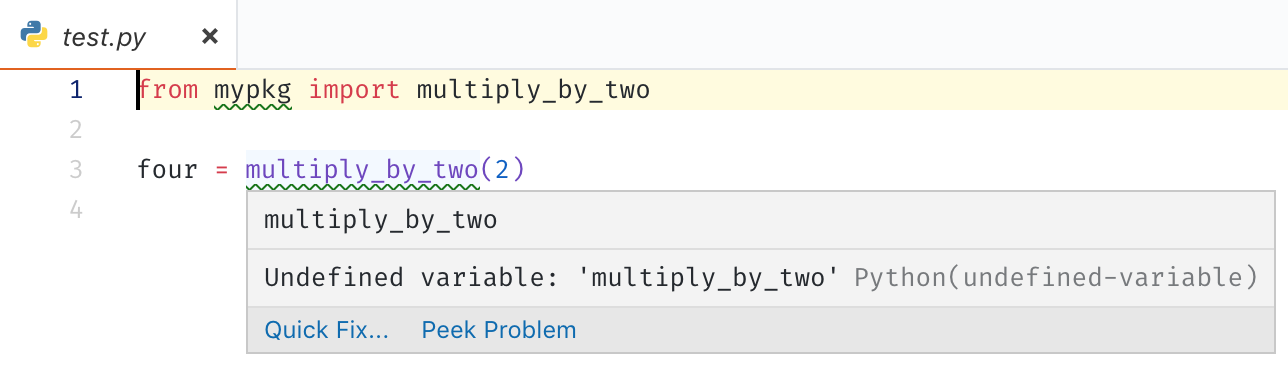 test.py ×
1 from mypkg import multiply_by_two
2
3 four = multiply_by_two(2)
4
multiply_by_two
Undefined variable: 'multiply_by_two' Python(undefined-variable)
Quick Fix... Peek Problem